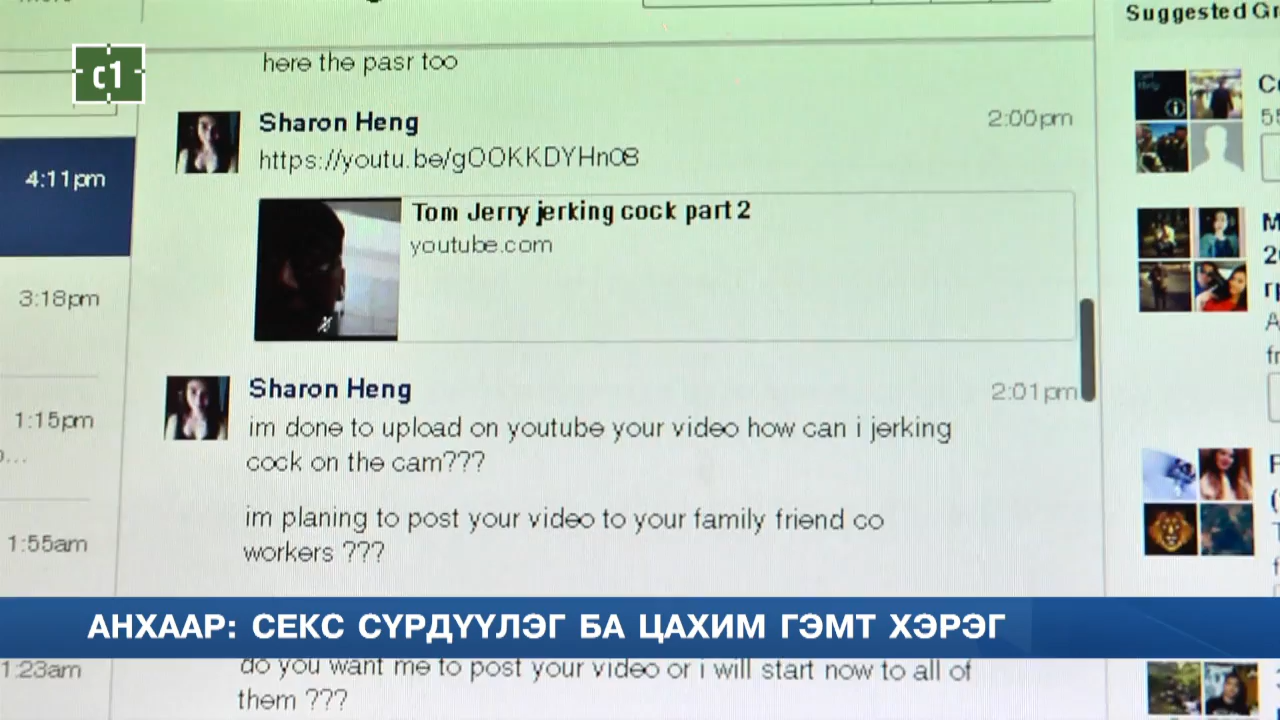 Suggested Gr
here the pasr too
c1
Sharon Heng
2:00pm
https://youtu.be/gOOKKDYHnC8
4:11pm
Tom Jerry jerking cock part 2
youtube.com
3:18pm
Sharon Heng
2:01pm
im done to upload on youtube your video how can i jerking
cock on the cam???
1:15pm
im planing to post your video to your family friend co
workers ???
1:55am
АНХААР: СЕКС СҮРДҮҮЛЭГ БА ЦАХИМ ГЭМТ ХЭРЭГ
1:23am
do you want me to post your video or i will start now to all of
them ???